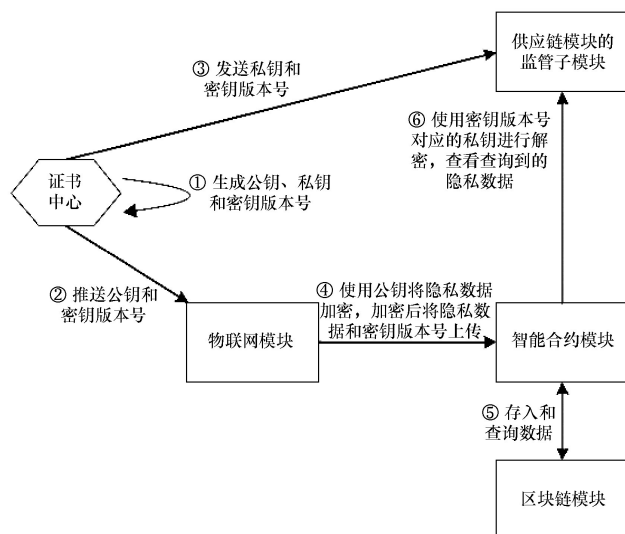 供应链模块的
监管子模块
③ 发送私钥和
密钥版本号
⑥ 使用密钥版本号
对应的私钥进行解
密，查看查询到的
隐私数据
证书
中心
① 生成公钥、私钥
和密钥版本号
② 推送公钥和
密钥版本号
④ 使用公钥将隐私数据
加密，加密后将隐私数
据和密钥版本号上传
物联网模块
智能合约模块
⑤ 存入和
查询数据
区块链模块